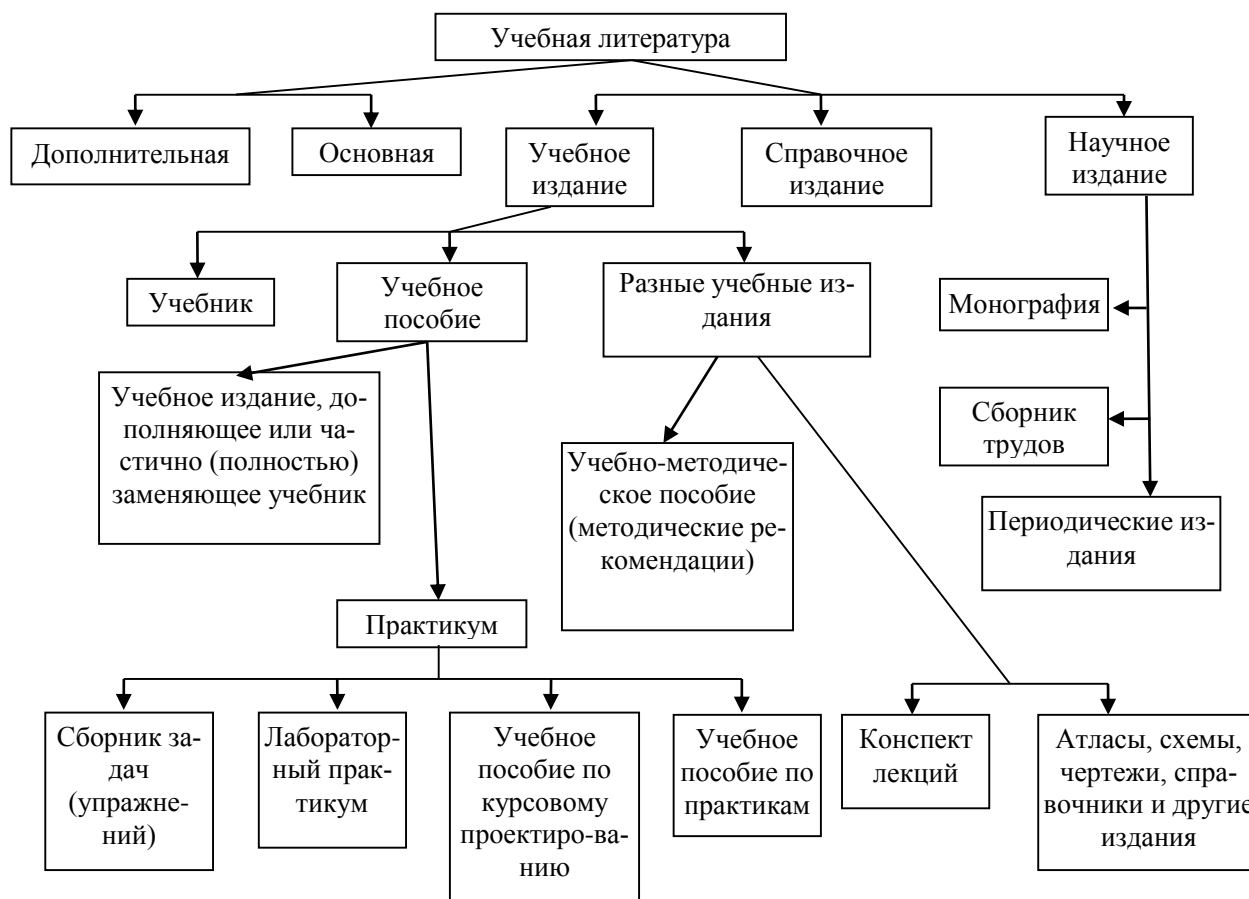 Учебная литература
Дополнительная
Основная
Учебное
издание
Справочное
издание
Научное
издание
Учебник
Учебное
пособие
Разные учебные из-
дания
Монография
Учебное издание, до-
полняющее или ча-
стично (полностью)
заменяющее учебник
Сборник
трудов
Учебно-методиче-
ское пособие
(методические ре-
комендации)
Периодические из-
дания
Практикум
Сборник за-
дач
(упражне-
ний)
Лаборатор-
ный прак-
тикум
Учебное
пособие по
курсовому
проектиро-ва-
нию
Учебное
пособие по
практикам
Конспект
лекций
Атласы, схемы,
чертежи, спра-
вочники и другие
издания